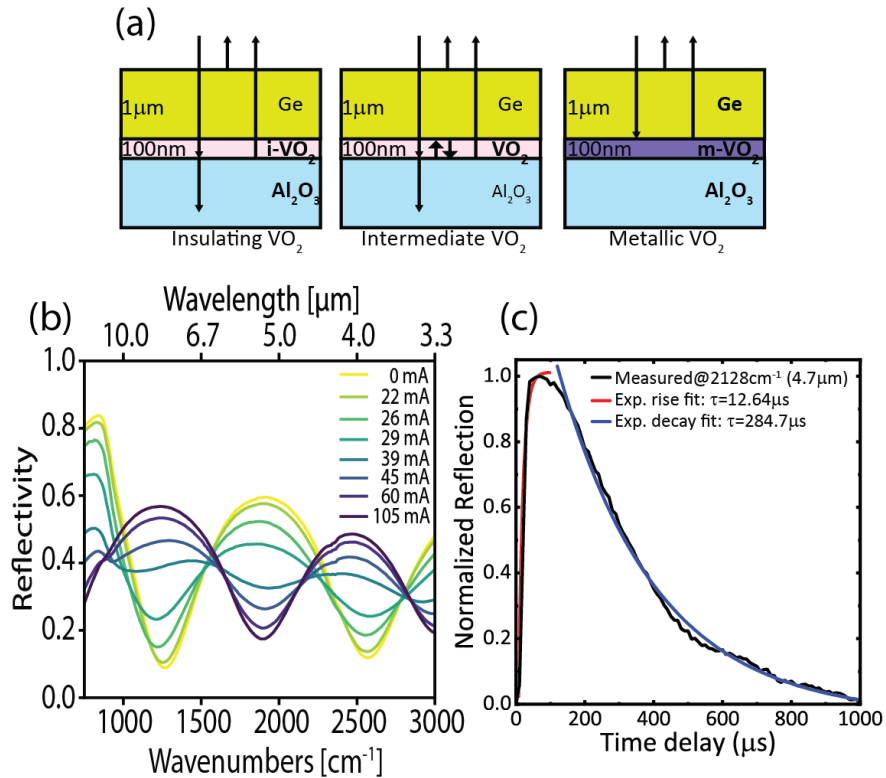 (a)
Ge
1μm
100nm
i-VO₂
Al₂O₃
Insulating VO₂
Ge
VO₂
Al₂O₃
Intermediate VO₂
Ge
1μm
100nm
m-VO₂
Al₂O₃
Metallic VO₂
(b)
Wavelength [μm]
10.0 6.7 5.0 4.0 3.3
Reflectivity
1.0
0.8
0.6
0.4
0.2
0.0
0 mA
22 mA
26 mA
29 mA
39 mA
45 mA
60 mA
105 mA
1000 1500 2000 2500 3000
Wavenumbers [cm⁻¹]
(c)
Normalized Reflection
1.0
0.8
0.6
0.4
0.2
0.0
Measured@2128cm⁻¹ (4.7μm)
Exp. rise fit: τ=12.64μs
Exp. decay fit: τ=284.7μs
0 200 400 600 800 1000
Time delay (μs)